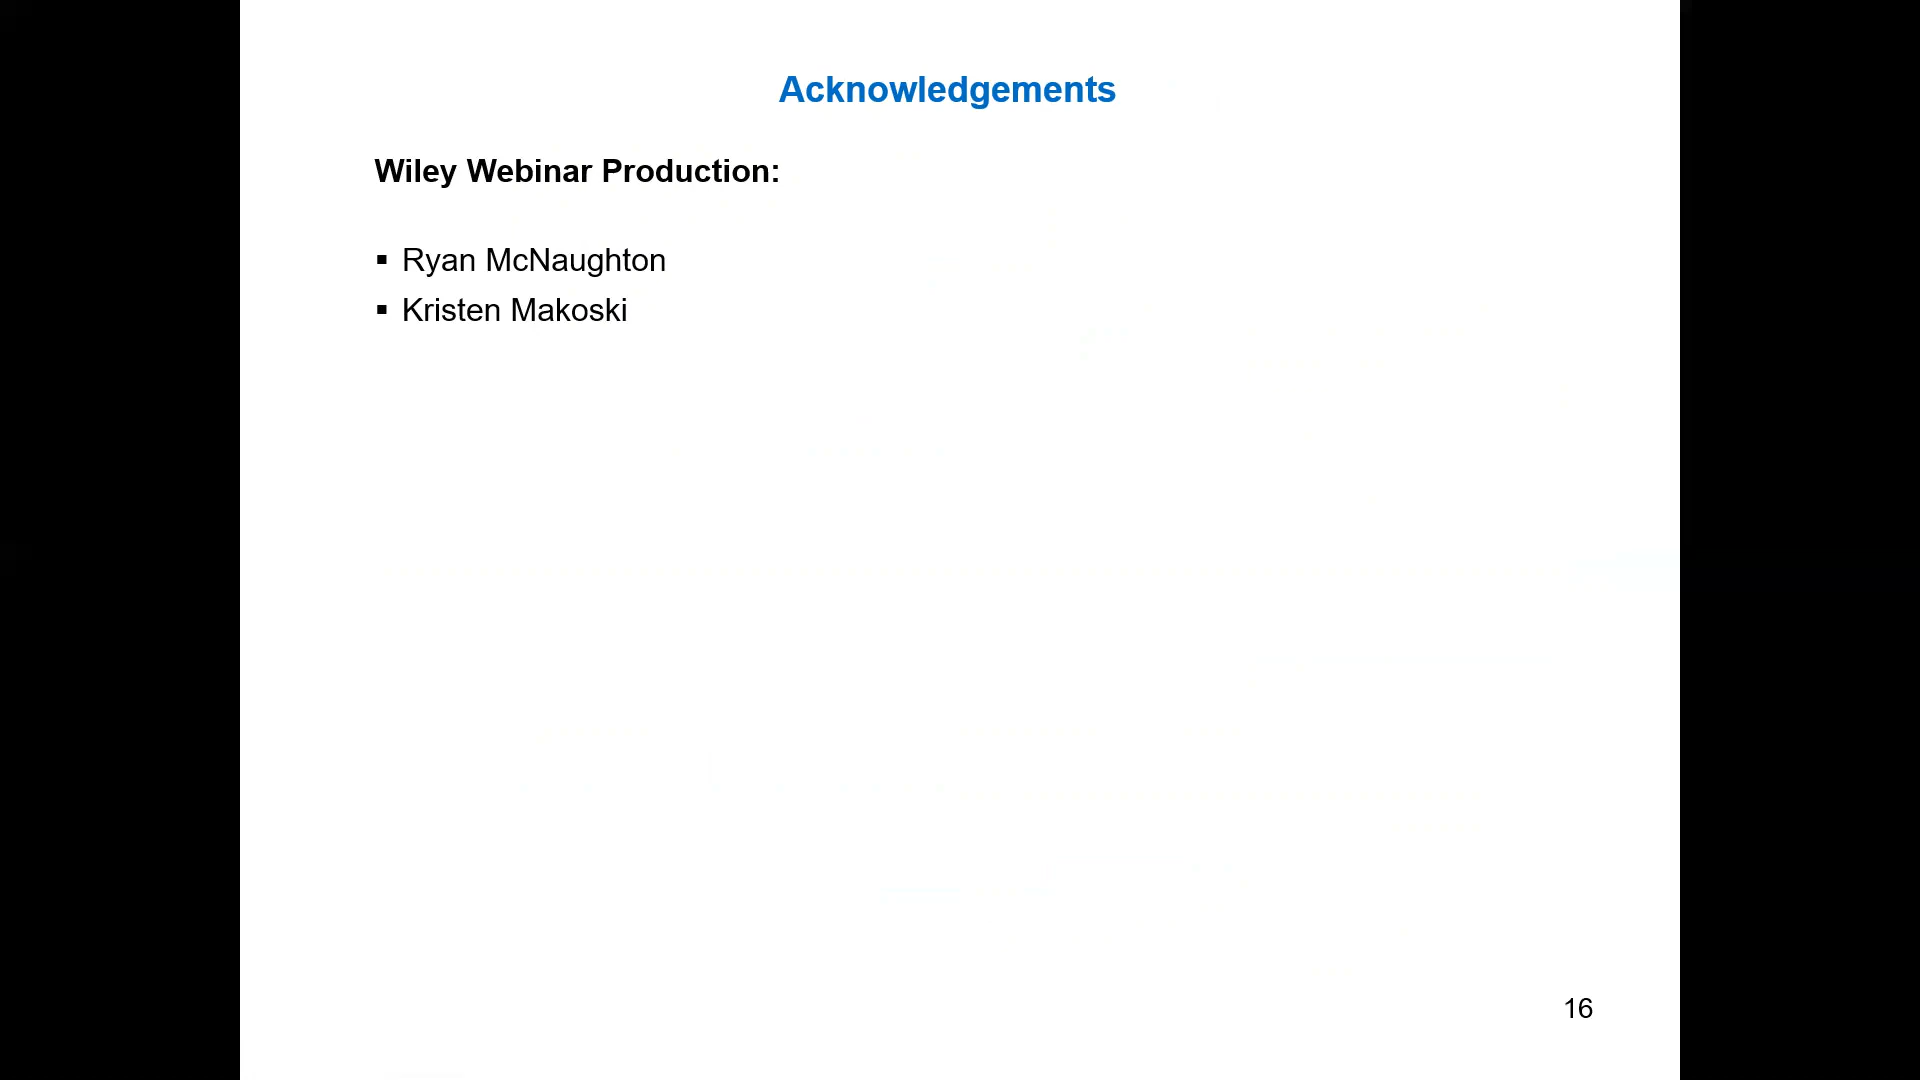 Acknowledgements
Wiley Webinar Production:
▪ Ryan McNaughton
▪ Kristen Makoski
16